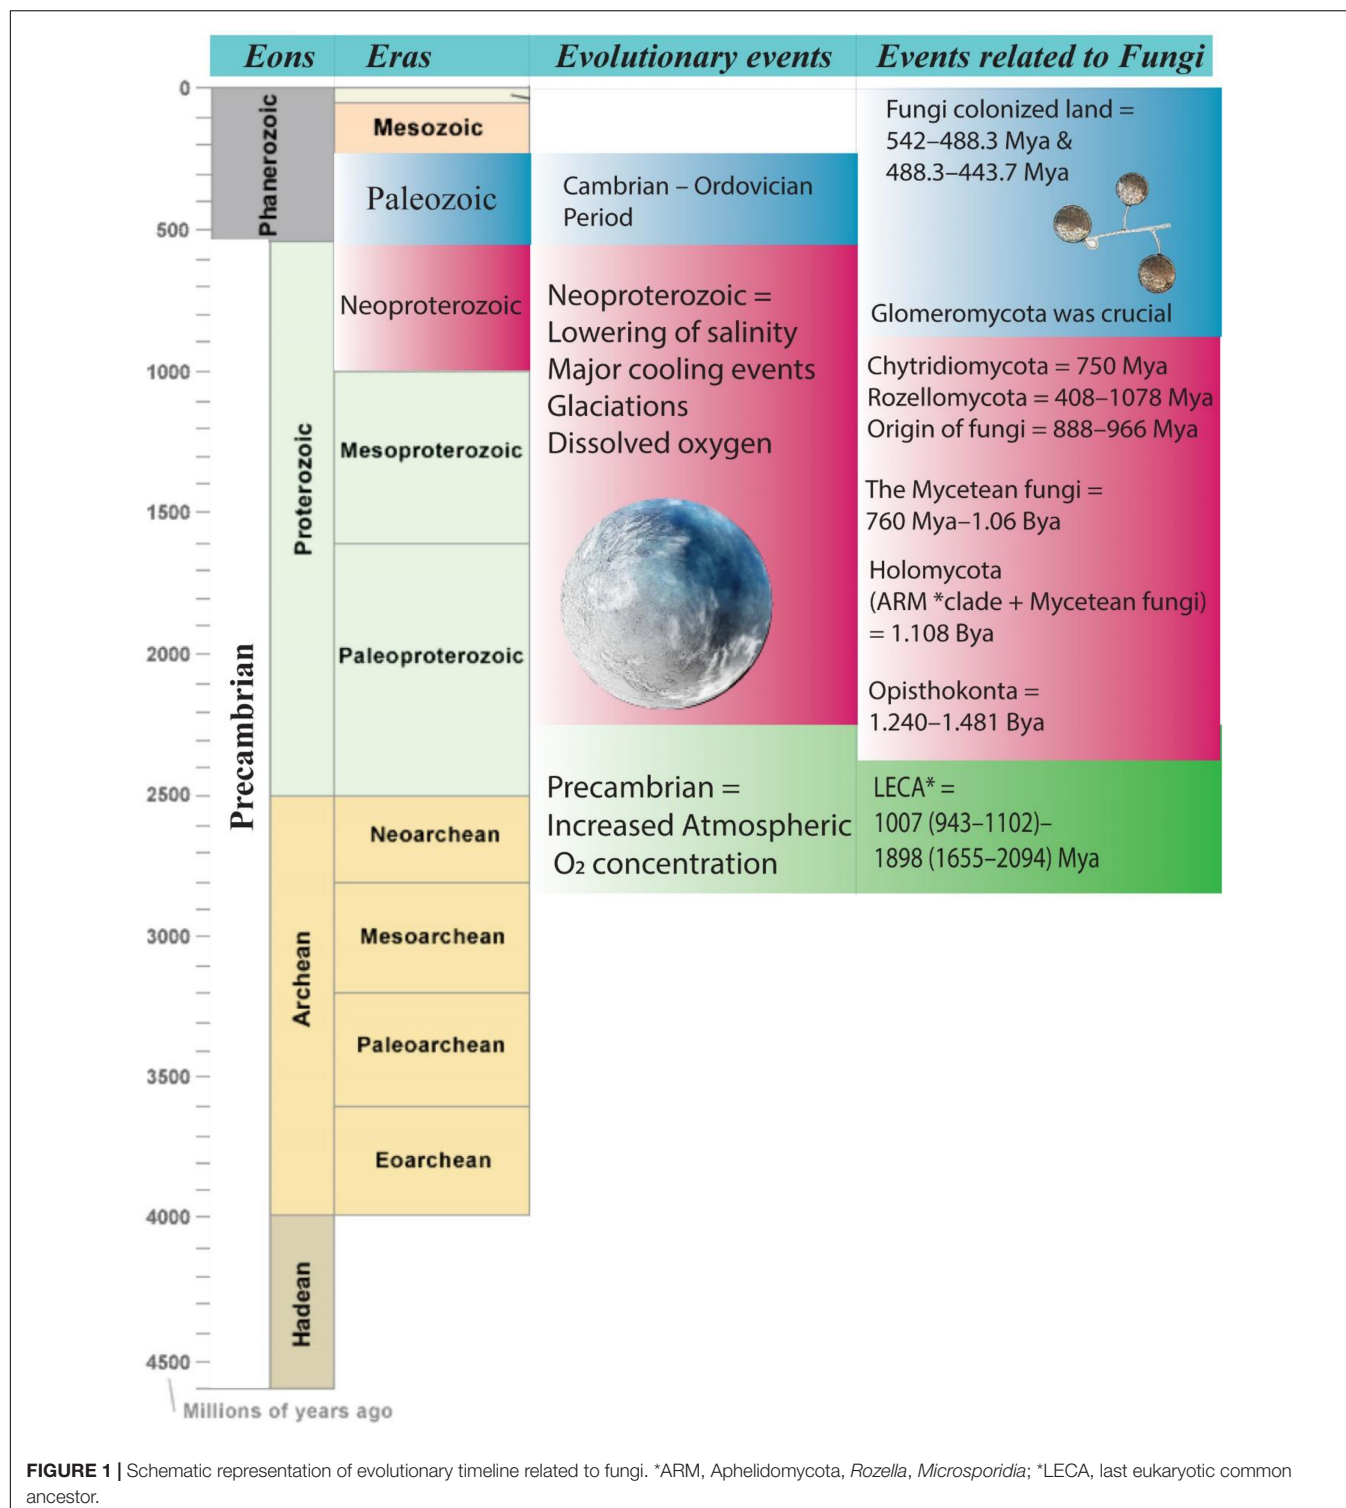 Eons Eras Evolutionary events Events related to Fungi
0
500
1000
1500
2000
2500
3000
3500
4000
4500
Millions of years ago
Phanerozoic
Precambrian
Proterozoic
Archean
Hadean
Mesozoic
Paleozoic
Neoproterozoic
Mesoproterozoic
Paleoproterozoic
Neoarchean
Mesoarchean
Paleoarchean
Eoarchean
Cambrian – Ordovician
Period
Neoproterozoic =
Lowering of salinity
Major cooling events
Glaciations
Dissolved oxygen
Precambrian =
Increased Atmospheric
O₂ concentration
Fungi colonized land =
542–488.3 Mya &
488.3–443.7 Mya
Glomeromycota was crucial
Chytridiomycota = 750 Mya
Rozellomycota = 408–1078 Mya
Origin of fungi = 888–966 Mya
The Mycetean fungi =
760 Mya–1.06 Bya
Holomycota
(ARM *clade + Mycetean fungi)
= 1.108 Bya
Opisthokonta =
1.240–1.481 Bya
LECA* =
1007 (943–1102)–
1898 (1655–2094) Mya
FIGURE 1 | Schematic representation of evolutionary timeline related to fungi. *ARM, Aphelidomycota, Rozella, Microsporidia; *LECA, last eukaryotic common
ancestor.